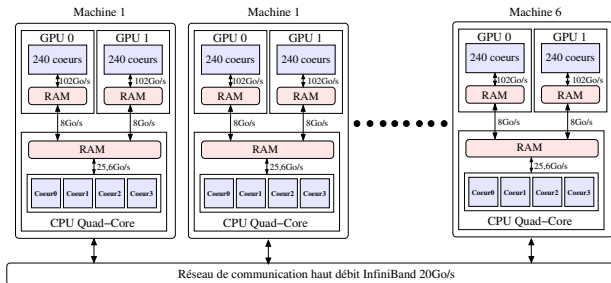 Machine 1
Machine 1
Machine 6
GPU 0
GPU 1
GPU 0
GPU 1
GPU 0
GPU 1
240 coeurs
240 coeurs
240 coeurs
240 coeurs
240 coeurs
240 coeurs
102Go/s
102Go/s
102Go/s
102Go/s
102Go/s
102Go/s
RAM
RAM
RAM
RAM
RAM
RAM
8Go/s
8Go/s
8Go/s
8Go/s
8Go/s
8Go/s
RAM
RAM
RAM
25,6Go/s
25,6Go/s
25,6Go/s
Coeur0 Coeur1 Coeur2 Coeur3
Coeur0 Coeur1 Coeur2 Coeur3
Coeur0 Coeur1 Coeur2 Coeur3
CPU Quad−Core
CPU Quad−Core
CPU Quad−Core
Réseau de communication haut débit InfiniBand 20Go/s